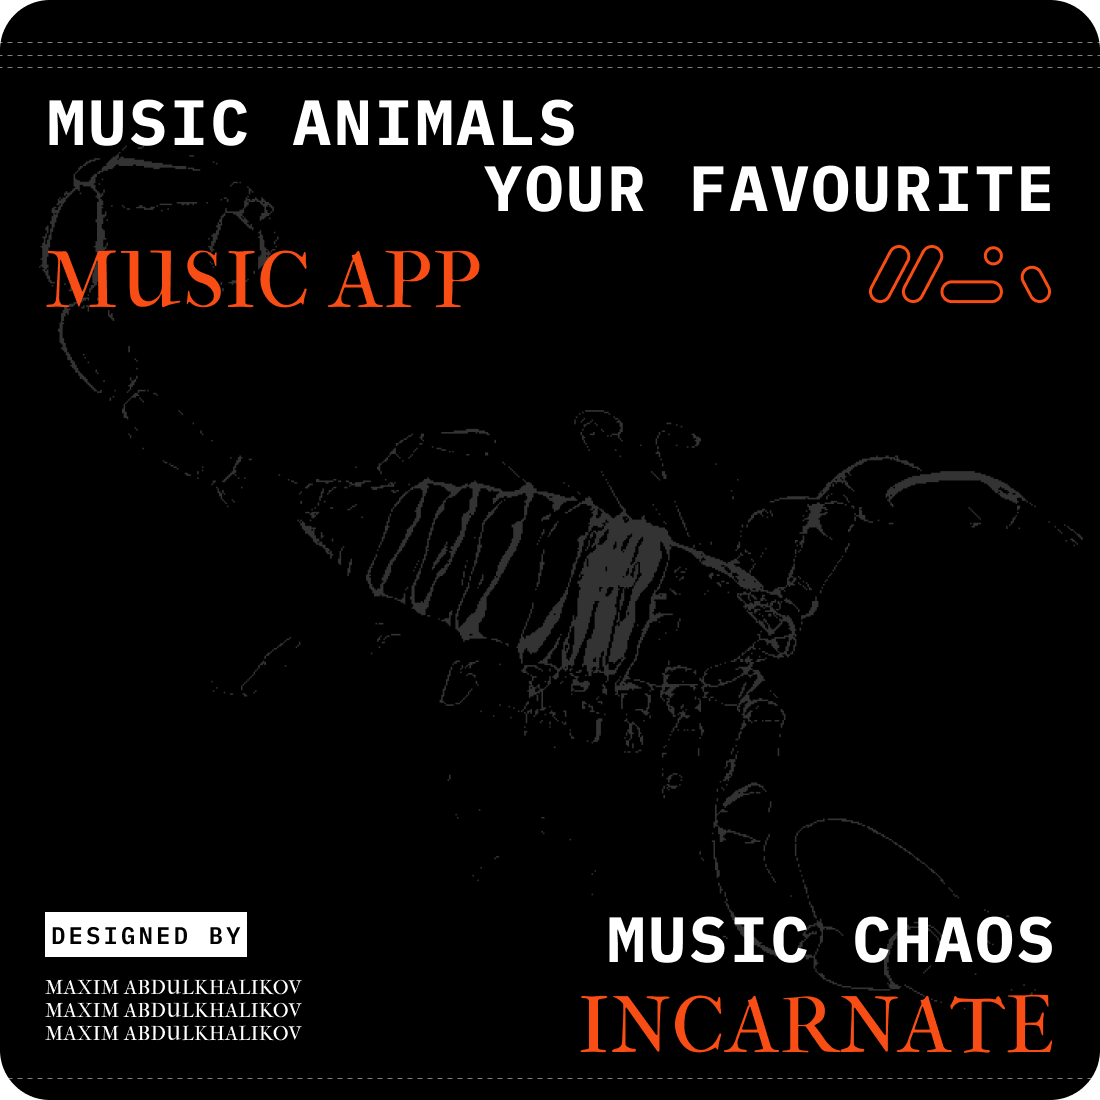 MUSIC ANIMALS
YOUR FAVOURITE
MUSIC APP
DESIGNED BY
MAXIM ABDULKHALIKOV
MAXIM ABDULKHALIKOV
MAXIM ABDULKHALIKOV
MUSIC CHAOS
INCARNATE